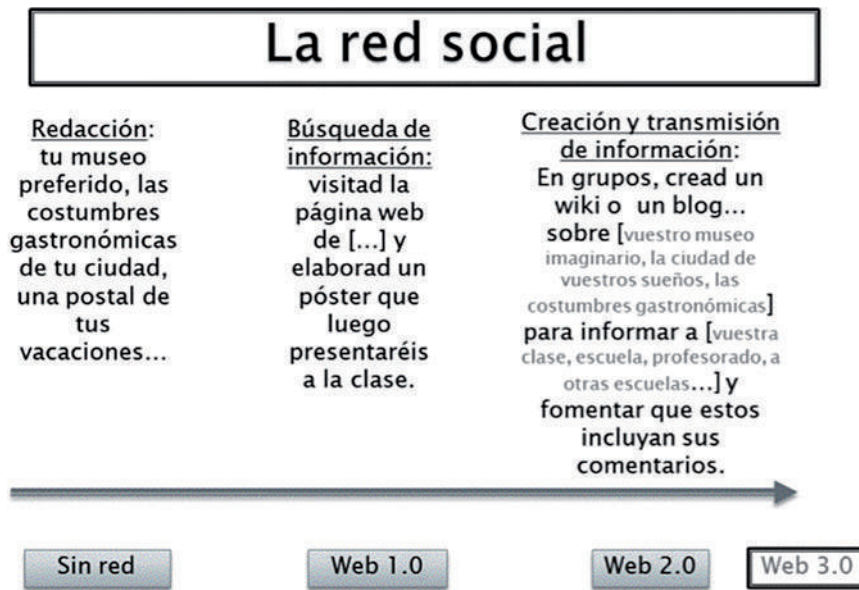 La red social
Redacción:
tu museo
preferido, las
costumbres
gastronómicas
de tu ciudad,
una postal de
tus
vacaciones...
Búsqueda de
información:
visitad la
página web
de [...] y
elaborad un
póster que
luego
presentaréis
a la clase.
Creación y transmisión
de información:
En grupos, cread un
wiki o un blog...
sobre [vuestro museo
imaginario, la ciudad de
vuestros sueños, las
costumbres gastronómicas]
para informar a [vuestra
clase, escuela, profesorado, a
otras escuelas...] y
fomentar que estos
incluyan sus
comentarios.
Sin red
Web 1.0
Web 2.0
Web 3.0